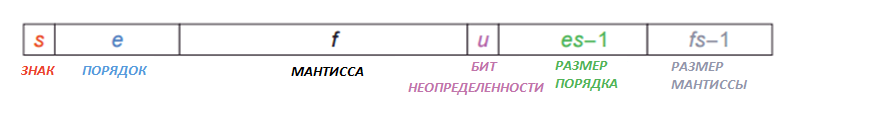 s e f u es–1 fs–1
ЗНАК ПОРЯДОК МАНТИССА БИТ НЕОПРЕДЕЛЕННОСТИ РАЗМЕР ПОРЯДКА РАЗМЕР МАНТИССЫ